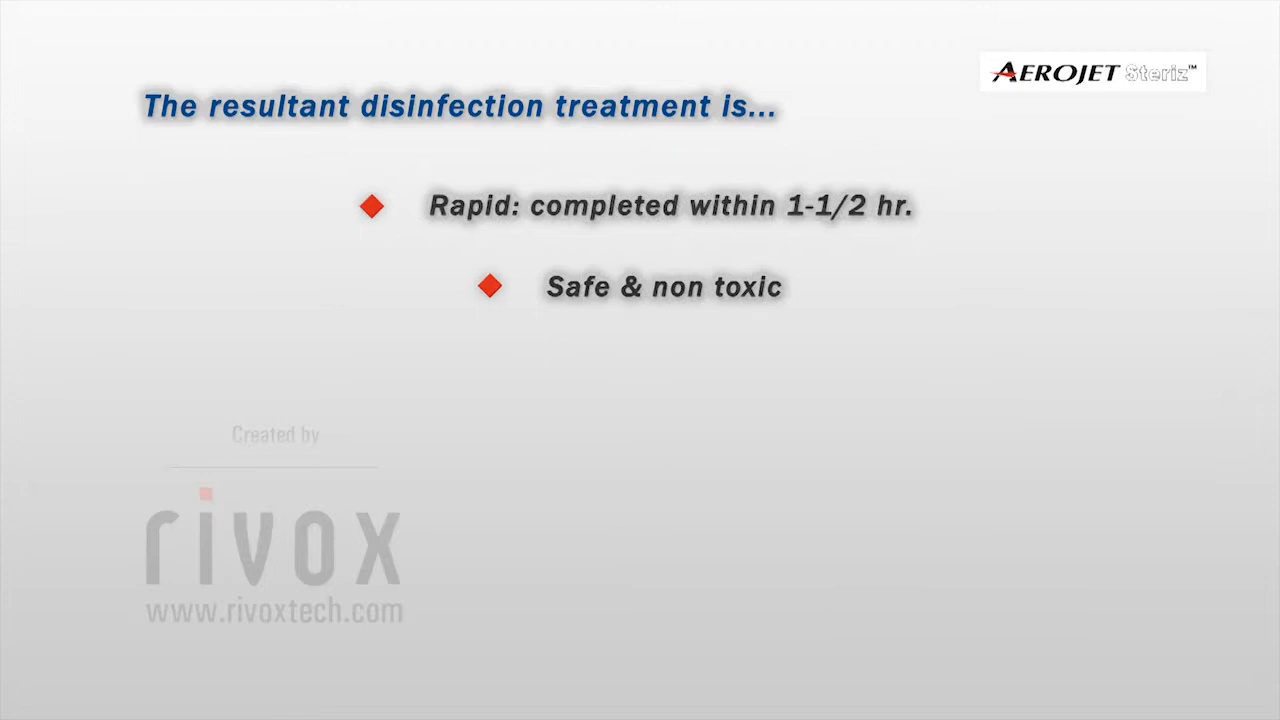 AEROJET Steriz™
The resultant disinfection treatment is...
Rapid: completed within 1-1/2 hr.
Safe & non toxic
Created by
rivox
www.rivoxtech.com